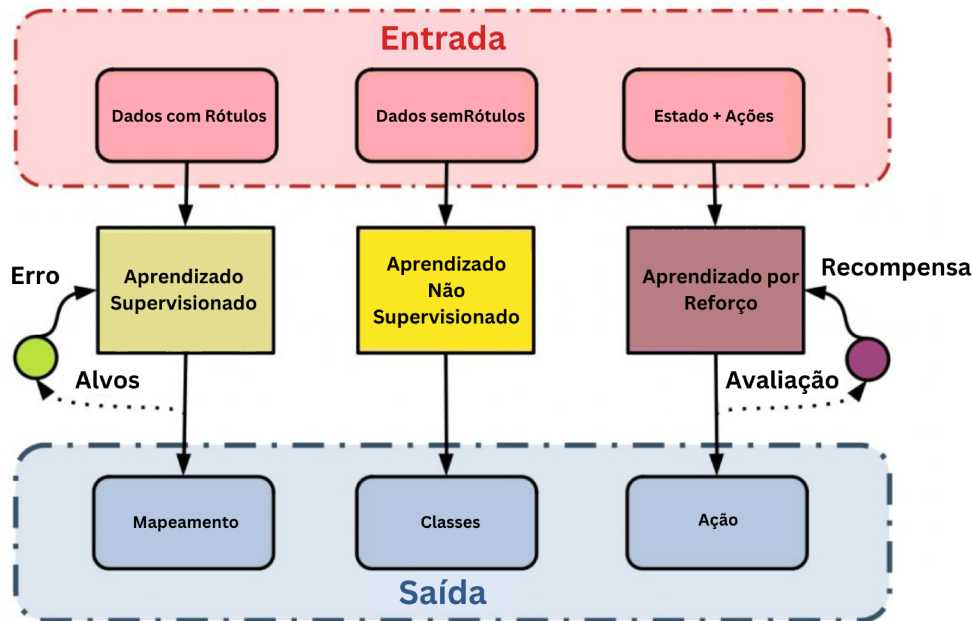 Entrada
Dados com Rótulos
Dados semRótulos
Estado + Ações
Erro
Aprendizado
Supervisionado
Aprendizado
Não
Supervisionado
Aprendizado por
Reforço
Recompensa
Alvos
Avaliação
Mapeamento
Classes
Ação
Saída